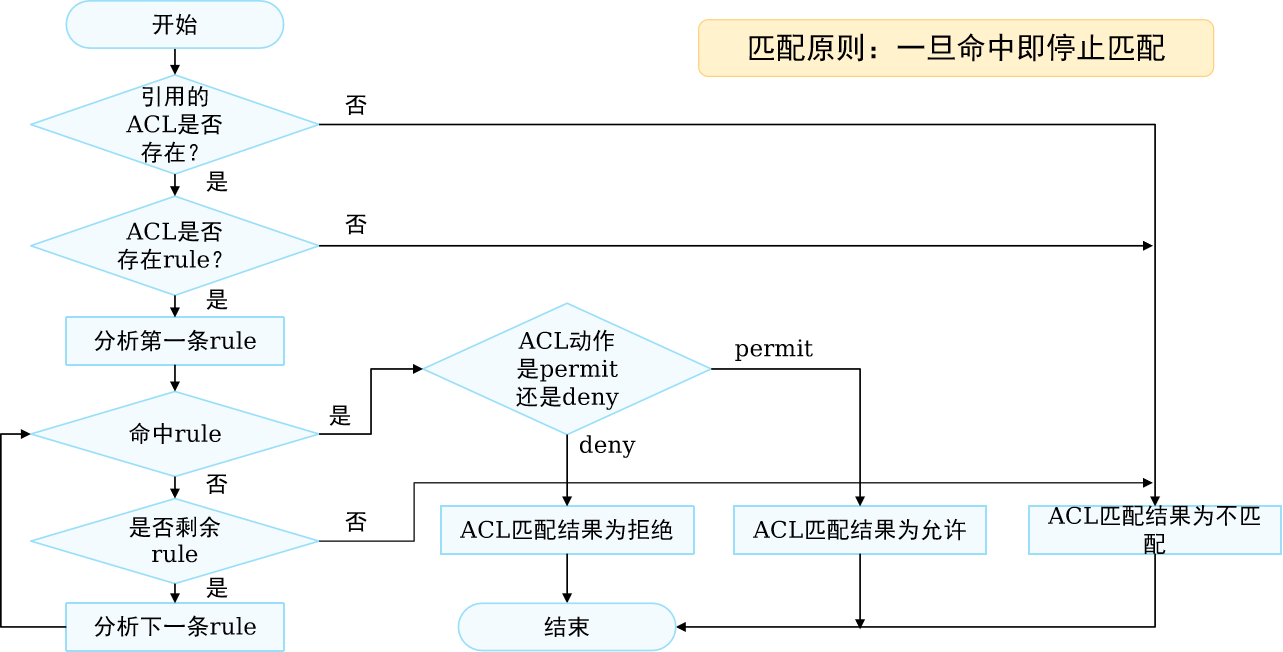 开始
匹配原则：一旦命中即停止匹配
引用的
ACL是否
存在？
否
是
ACL是否
存在rule？
否
是
分析第一条rule
ACL动作
是permit
还是deny
permit
deny
命中rule
是
否
是否剩余
rule
否
是
ACL匹配结果为拒绝
ACL匹配结果为允许
ACL匹配结果为不匹
配
分析下一条rule
结束